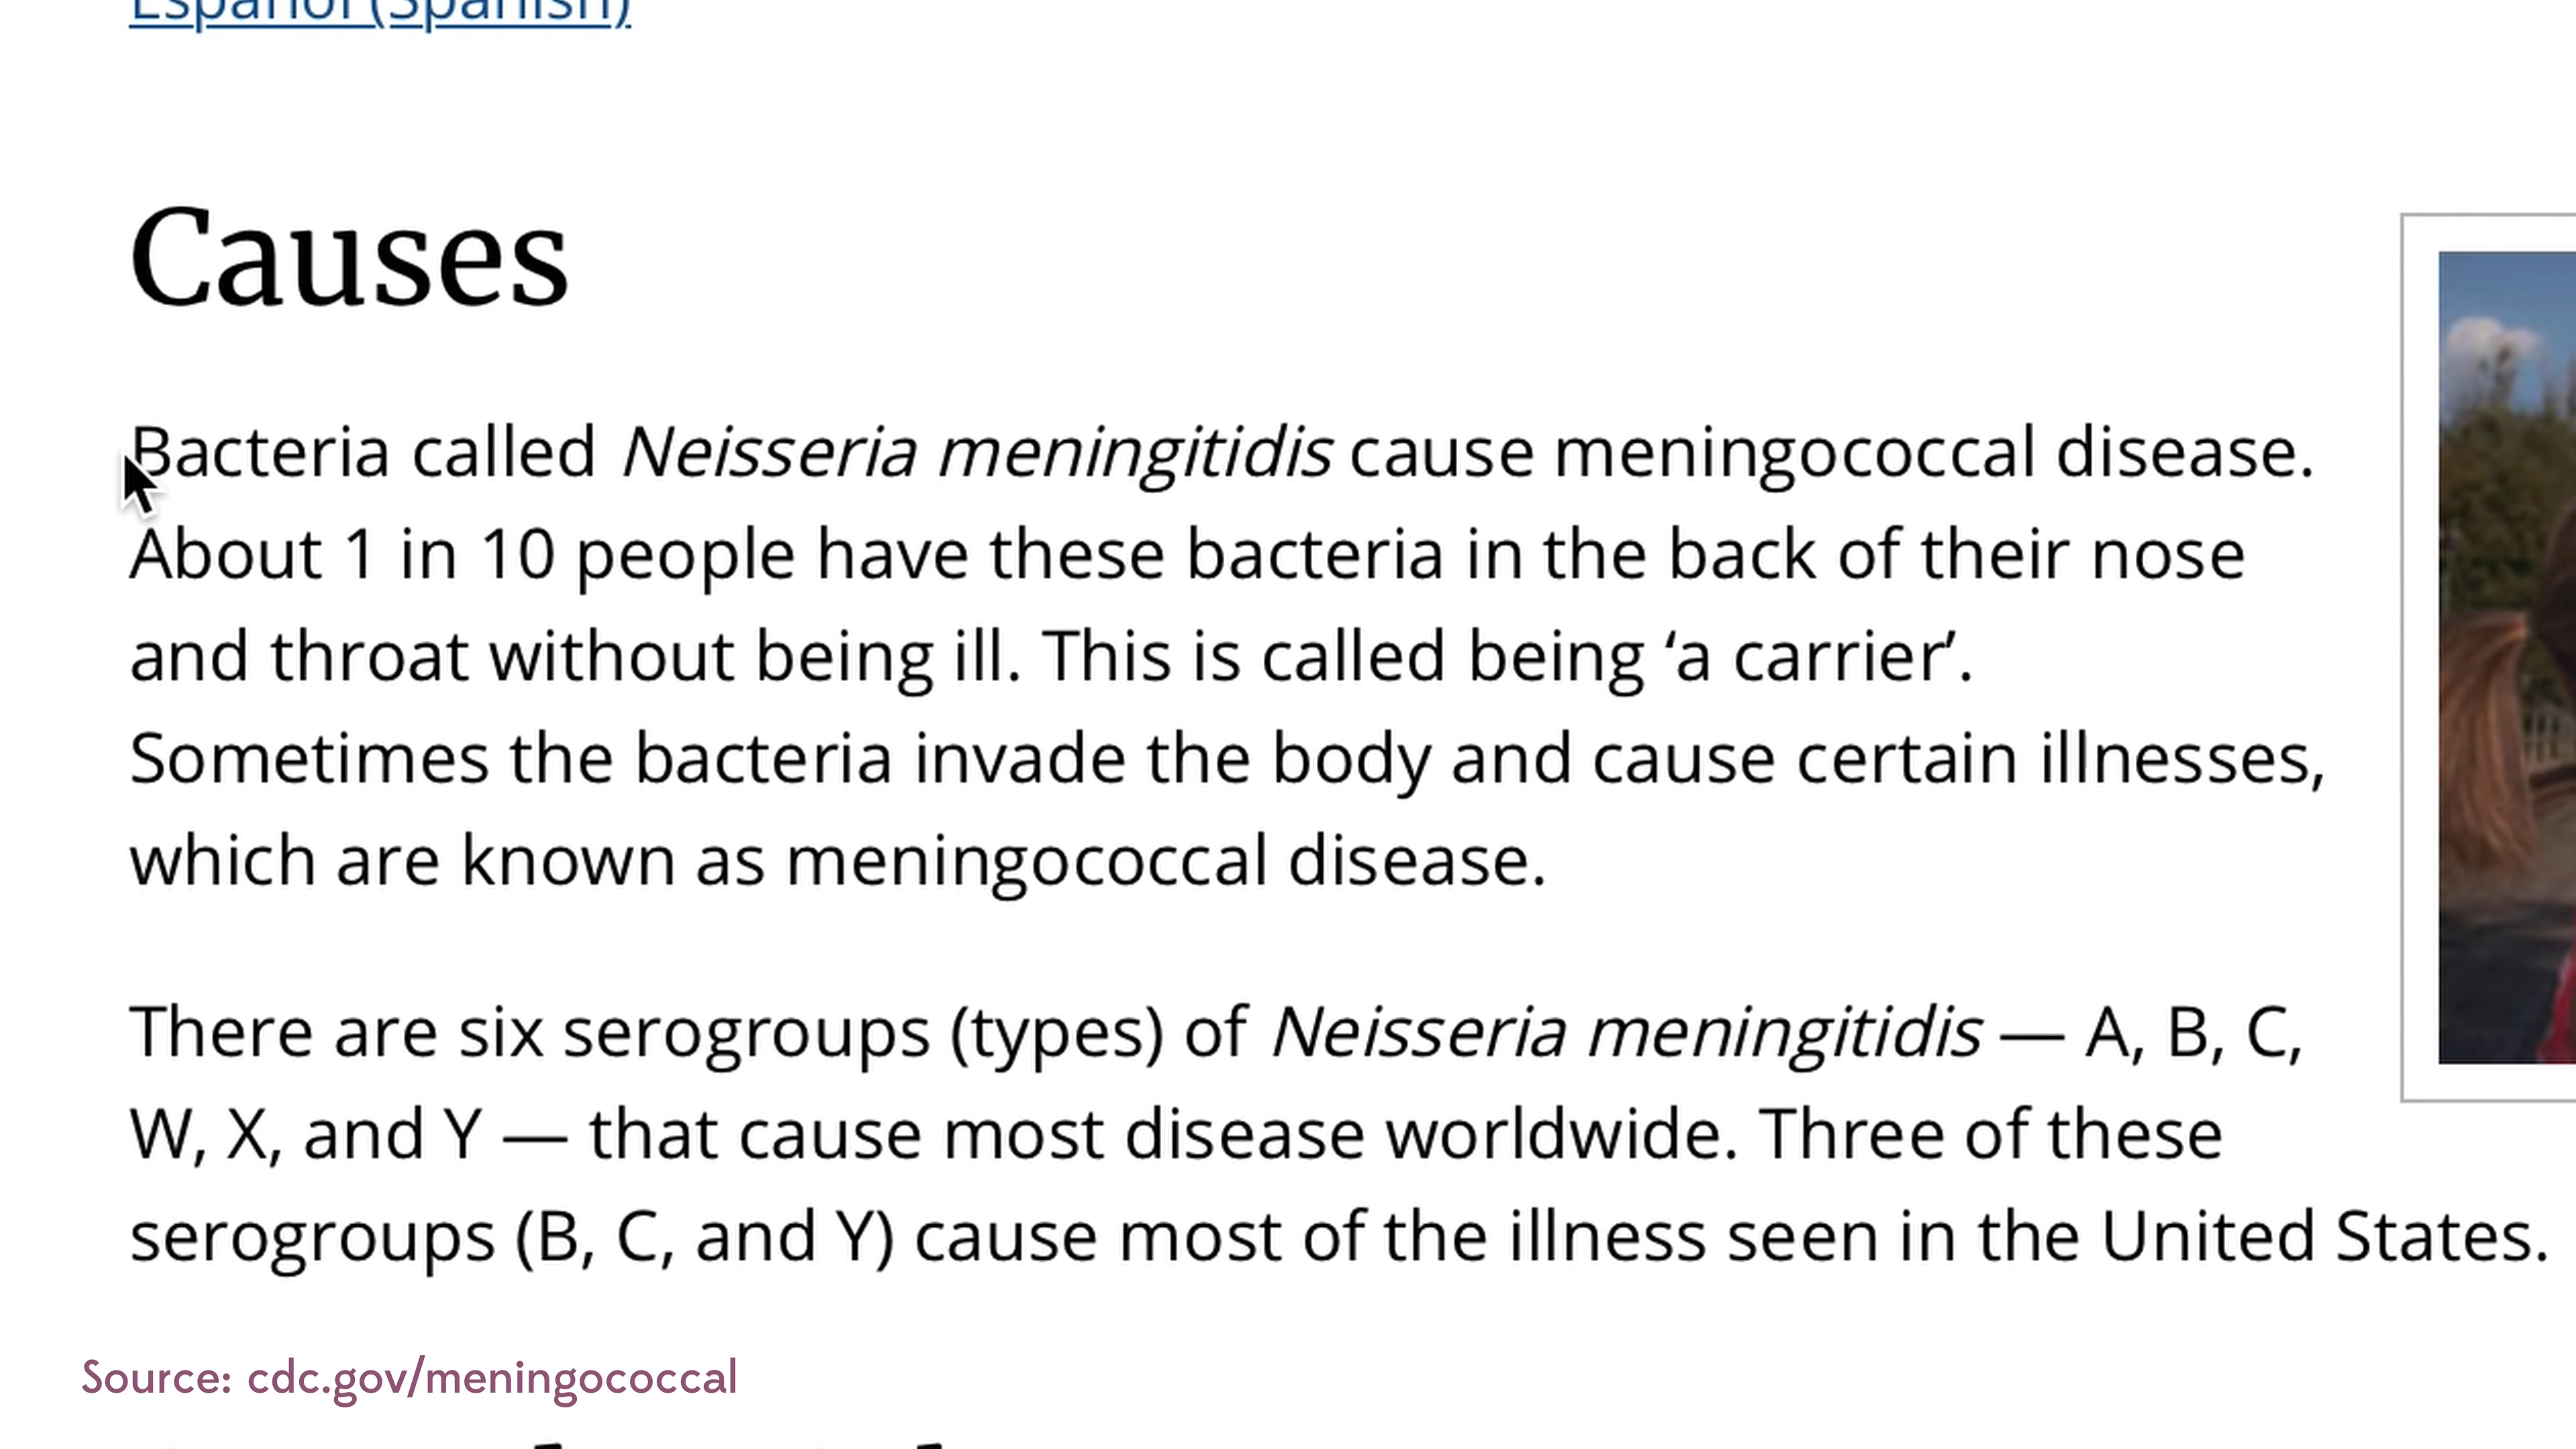 Español (Spanish)
Causes
Bacteria called Neisseria meningitidis cause meningococcal disease.
About 1 in 10 people have these bacteria in the back of their nose
and throat without being ill. This is called being ‘a carrier’.
Sometimes the bacteria invade the body and cause certain illnesses,
which are known as meningococcal disease.
There are six serogroups (types) of Neisseria meningitidis — A, B, C,
W, X, and Y — that cause most disease worldwide. Three of these
serogroups (B, C, and Y) cause most of the illness seen in the United States.
Source: cdc.gov/meningococcal